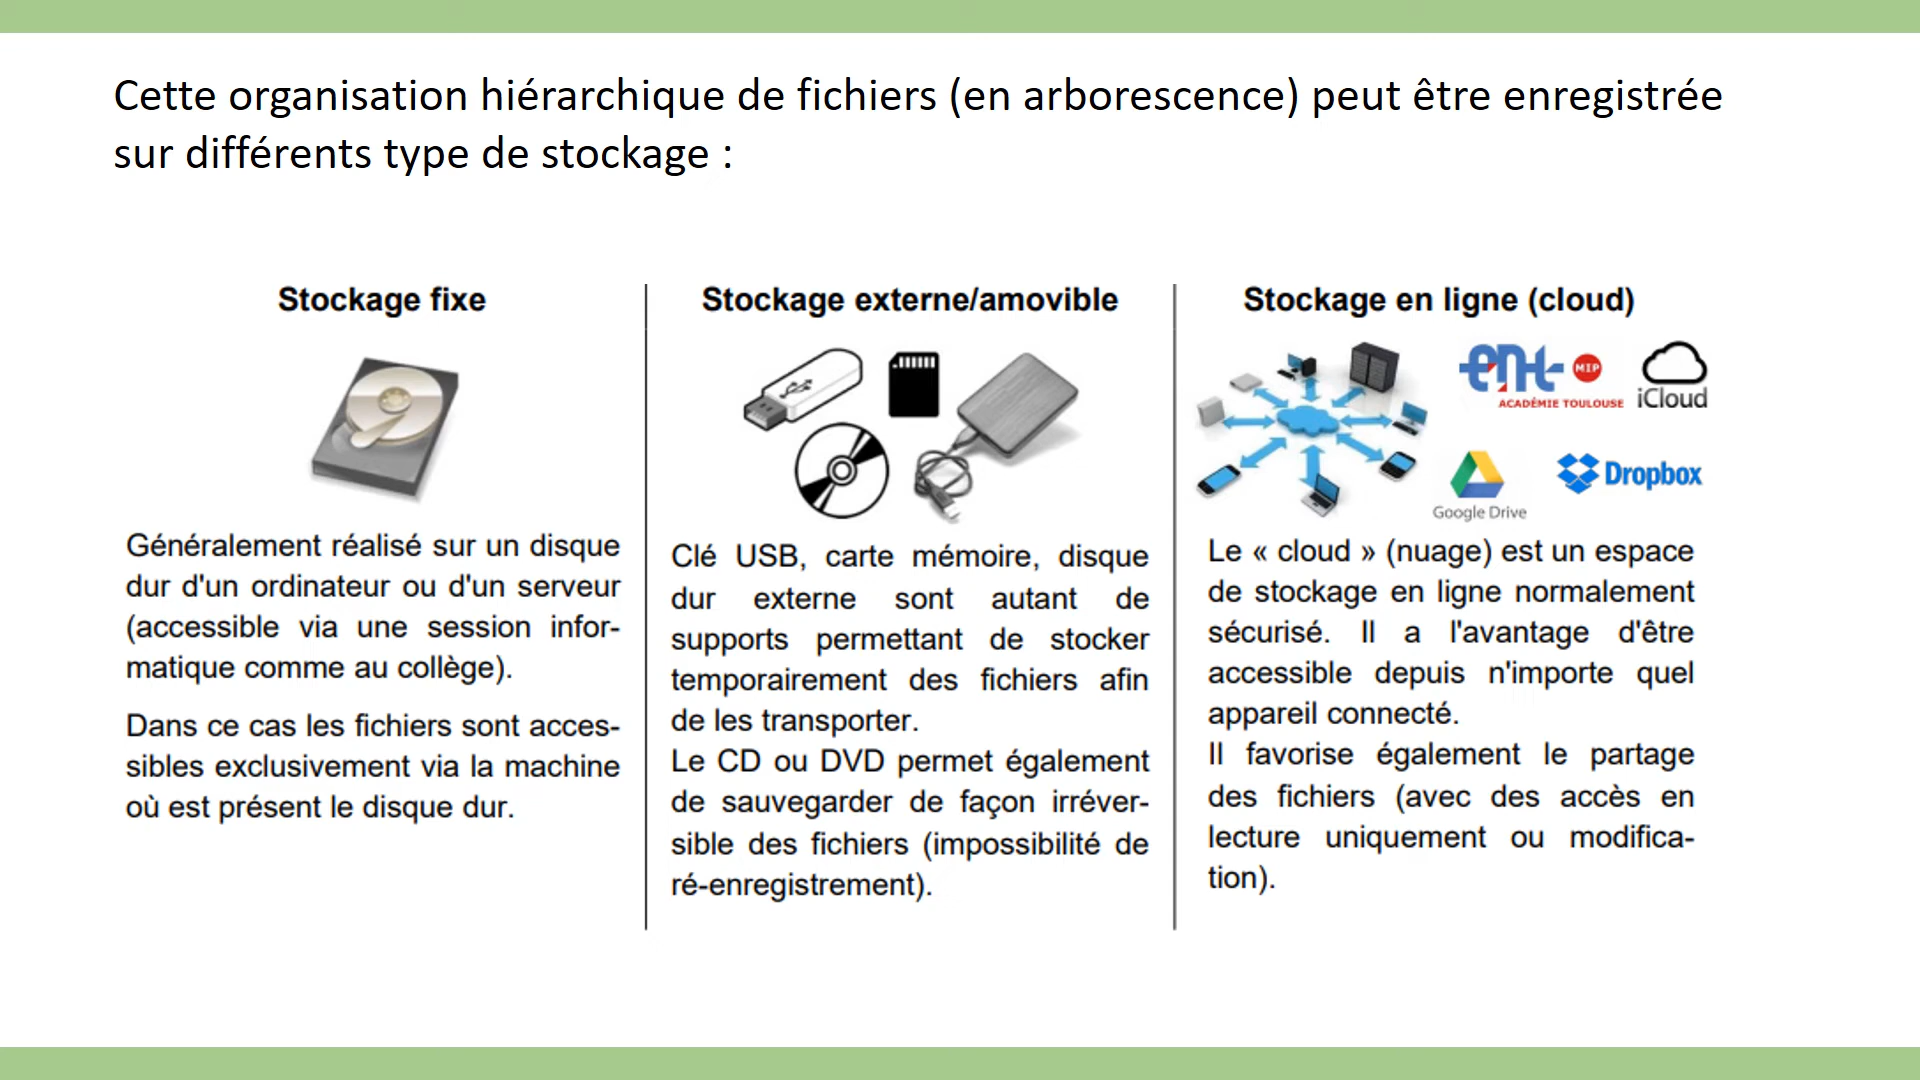 Cette organisation hiérarchique de fichiers (en arborescence) peut être enregistrée
sur différents type de stockage :
Stockage fixe
Généralement réalisé sur un disque
dur d'un ordinateur ou d'un serveur
(accessible via une session infor-
matique comme au collège).
Dans ce cas les fichiers sont acces-
sibles exclusivement via la machine
où est présent le disque dur.
Stockage externe/amovible
Clé USB, carte mémoire, disque
dur externe sont autant de
supports permettant de stocker
temporairement des fichiers afin
de les transporter.
Le CD ou DVD permet également
de sauvegarder de façon irréver-
sible des fichiers (impossibilité de
ré-enregistrement).
Stockage en ligne (cloud)
ent MIP
ACADÉMIE TOULOUSE
iCloud
Google Drive
Dropbox
Le « cloud » (nuage) est un espace
de stockage en ligne normalement
sécurisé. Il a l'avantage d'être
accessible depuis n'importe quel
appareil connecté.
Il favorise également le partage
des fichiers (avec des accès en
lecture uniquement ou modifica-
tion).